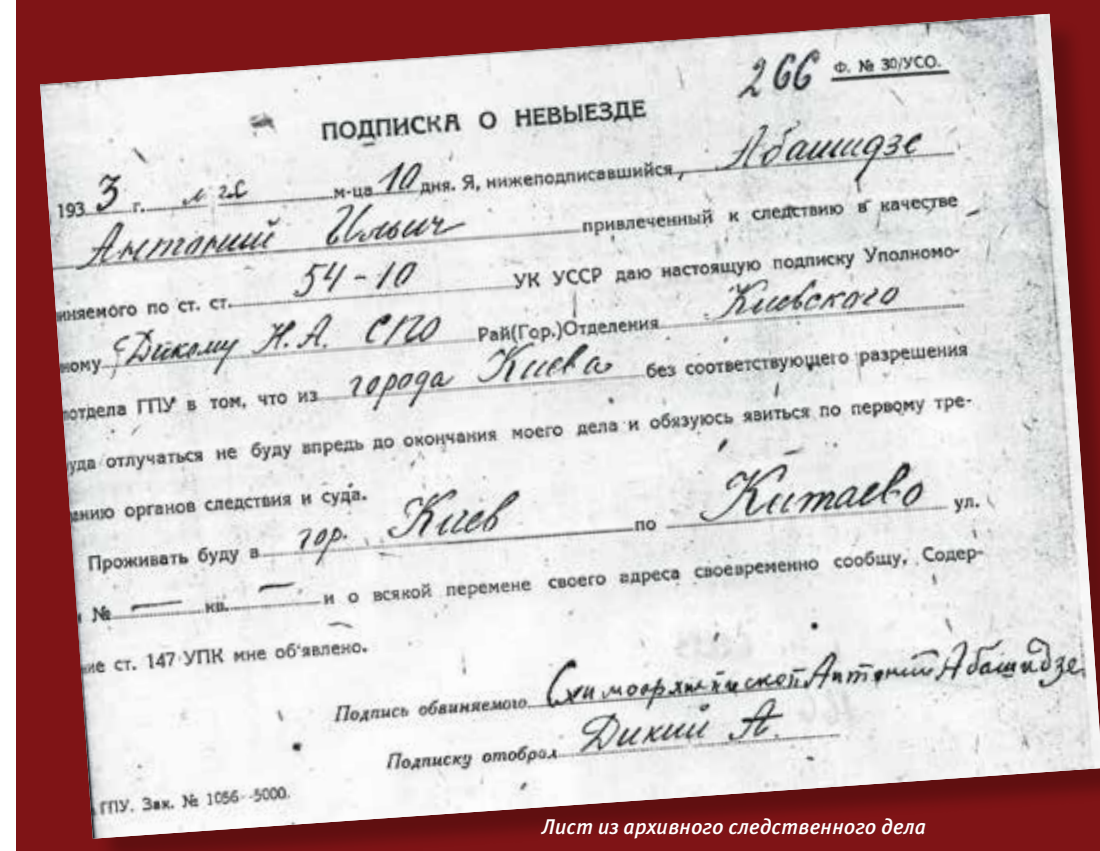 266 Ф. № 30/УСО.
ПОДПИСКА О НЕВЫЕЗДЕ
193 3 г. м-ца 10 дня. Я, нижеподписавшийся, Абашидзе
Антоний Ильич привлеченный к следствию в качестве
иняемого по ст. ст. 54-10 УК УССР даю настоящую подписку Уполномо-
ному Дикому Н.А. СПО Рай(Гор.)Отделения Киевского
отдела ГПУ в том, что из города Киева без соответствующего разрешения
уда отлучаться не буду впредь до окончания моего дела и обязуюсь явиться по первому тре-
нию органов следствия и суда.
Проживать буду в гор. Киев по Китаево ул.
№ — кв. — и о всякой перемене своего адреса своевременно сообщу, Содер-
ие ст. 147 УПК мне об'явлено.
Подпись обвиняемого Схимоархиепископ Антоний Абашидзе
Подписку отобрал Дикий А.
ГПУ. Зак. № 1056--5000.
Лист из архивного следственного дела